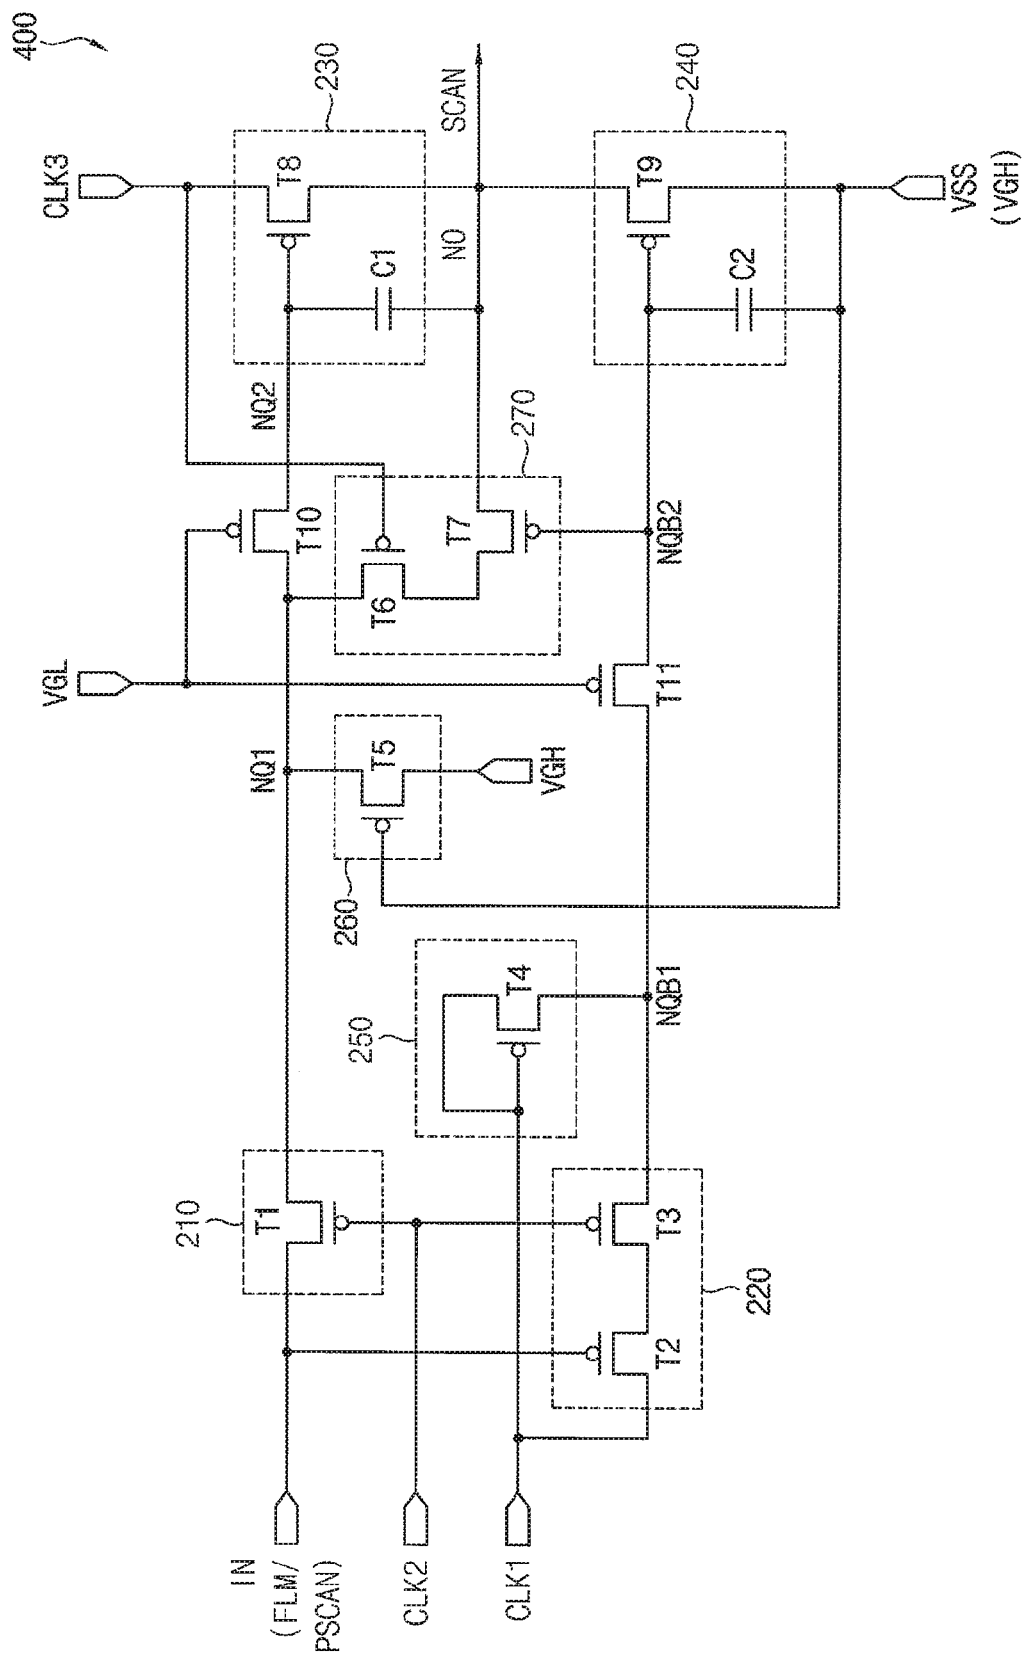 400
CLK3
230
T8
SCAN
240
T9
VSS
(VGH)
C1
NO
C2
NQ2
270
T10
T7
NQB2
T6
VGL
T11
NQ1
T5
VGH
260
T4
NQB1
250
210
T1
T3
220
T2
IN
(FLM/
PSCAN)
CLK2
CLK1